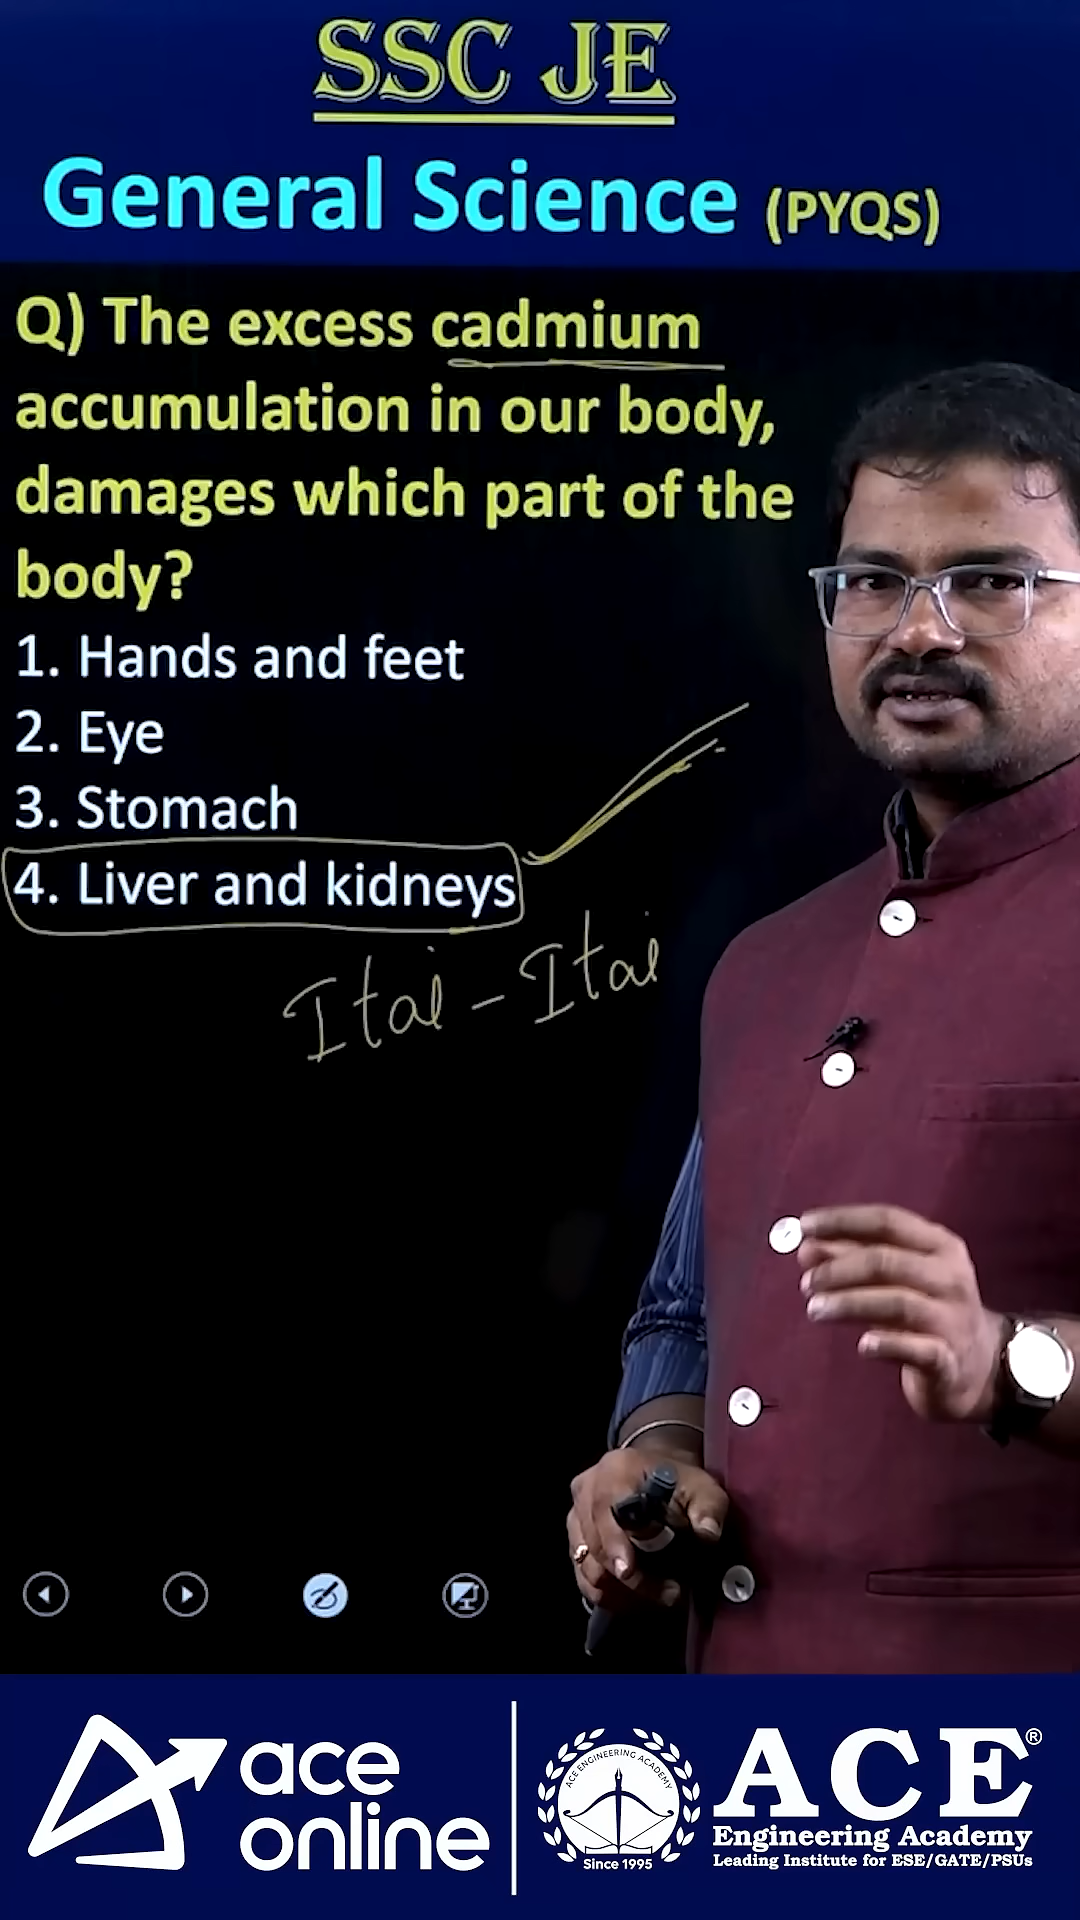 SSC JE
General Science (PYQS)
Q) The excess cadmium
accumulation in our body,
damages which part of the
body?
1. Hands and feet
2. Eye
3. Stomach
4. Liver and kidneys
Itai - Itai
ace
online
ACE ENGINEERING ACADEMY
Since 1995
ACE®
Engineering Academy
Leading Institute for ESE/GATE/PSUs